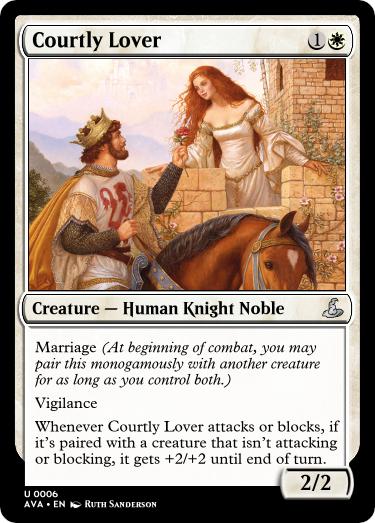 Courtly Lover 1
Creature — Human Knight Noble
Marriage (At beginning of combat, you may
pair this monogamously with another creature
for as long as you control both.)
Vigilance
Whenever Courtly Lover attacks or blocks, if
it's paired with a creature that isn't attacking
or blocking, it gets +2/+2 until end of turn.
2/2
U 0006
AVA • EN Ruth Sanderson